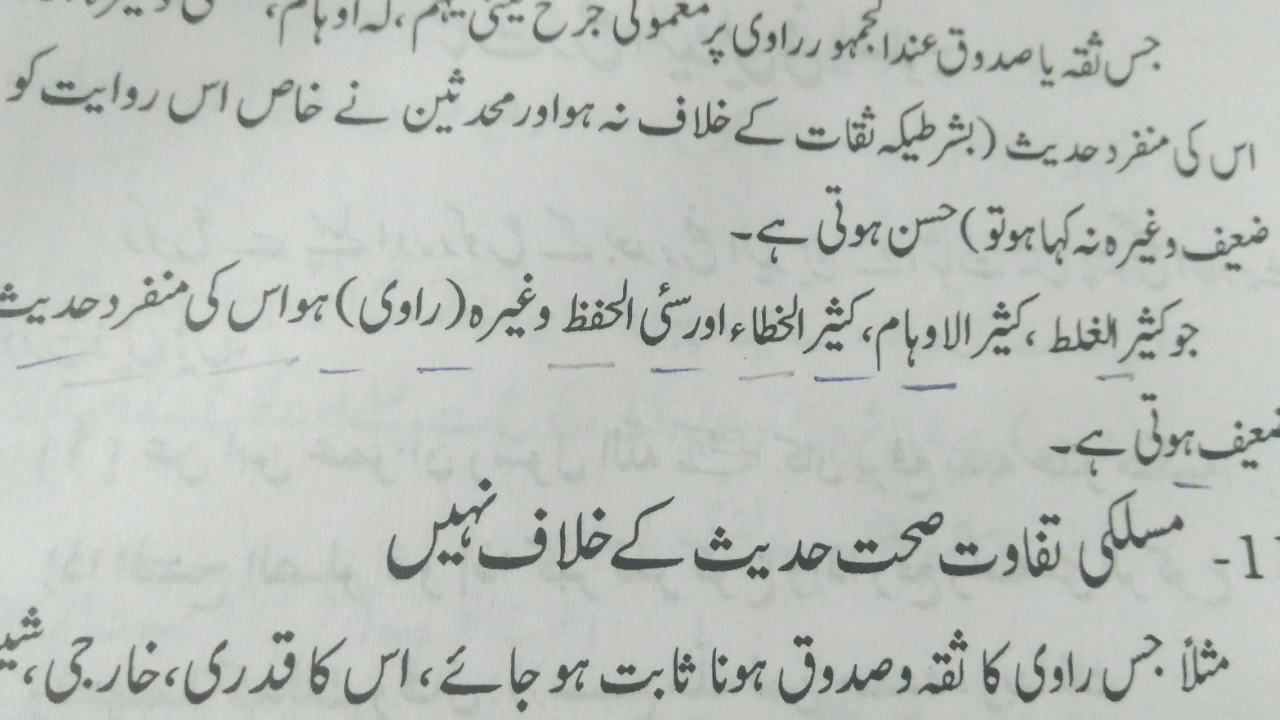 جس ثقہ یا صدوق عند الجمہور راوی پر معمولی جرح یعنی یہم، لہ اوہام،
اس کی منفرد حدیث (بشرطیکہ ثقات کے خلاف نہ ہو اور محدثین نے خاص اس روایت کو
ضعیف وغیرہ نہ کہا ہو تو) حسن ہوتی ہے۔
جو کثیر الغلط، کثیر الاوہام، کثیر الخطاء اور سئی الحفظ وغیرہ (راوی) ہو اس کی منفرد حدیث
ضعیف ہوتی ہے۔
1- مسلکی تفاوت صحت حدیث کے خلاف نہیں
مثلاً جس راوی کا ثقہ و صدوق ہونا ثابت ہو جائے، اس کا قدری، خارجی،